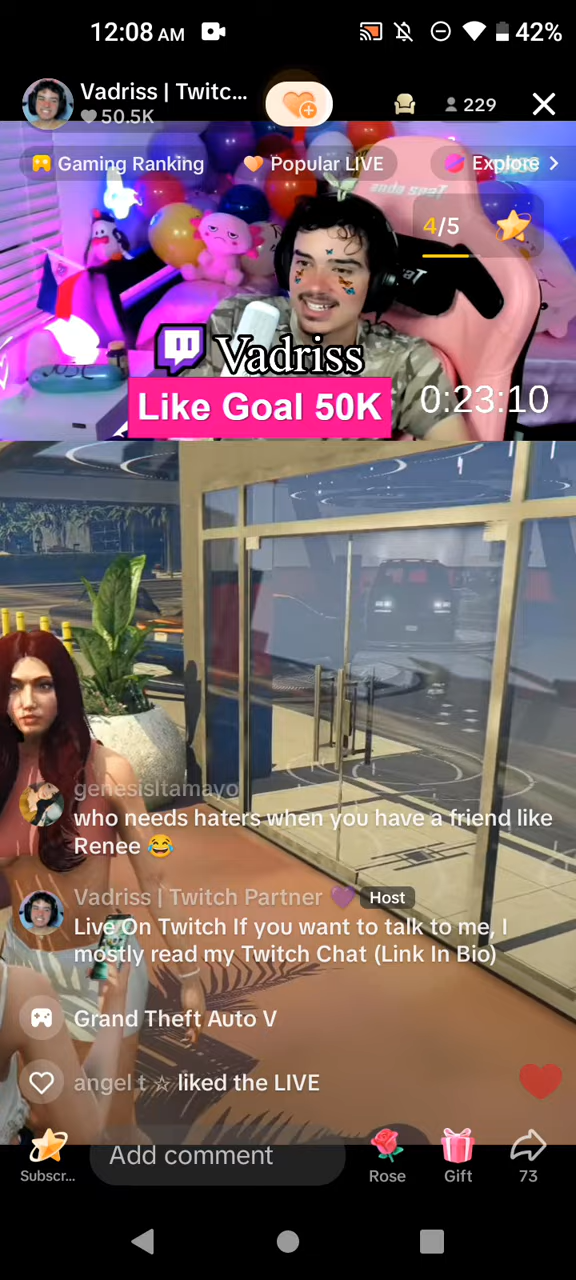 12:08 AM
42%
Vadriss | Twitc...
50.5K
229
Gaming Ranking
Popular LIVE
Explore
4/5
Vadriss
Like Goal 50K
0:23:10
genesisltamayo
who needs haters when you have a friend like
Renee 😂
Vadriss | Twitch Partner 💜 Host
Live On Twitch If you want to talk to me, I
mostly read my Twitch Chat (Link In Bio)
Grand Theft Auto V
angel t ☆ liked the LIVE
Subscr...
Add comment
Rose
Gift
73